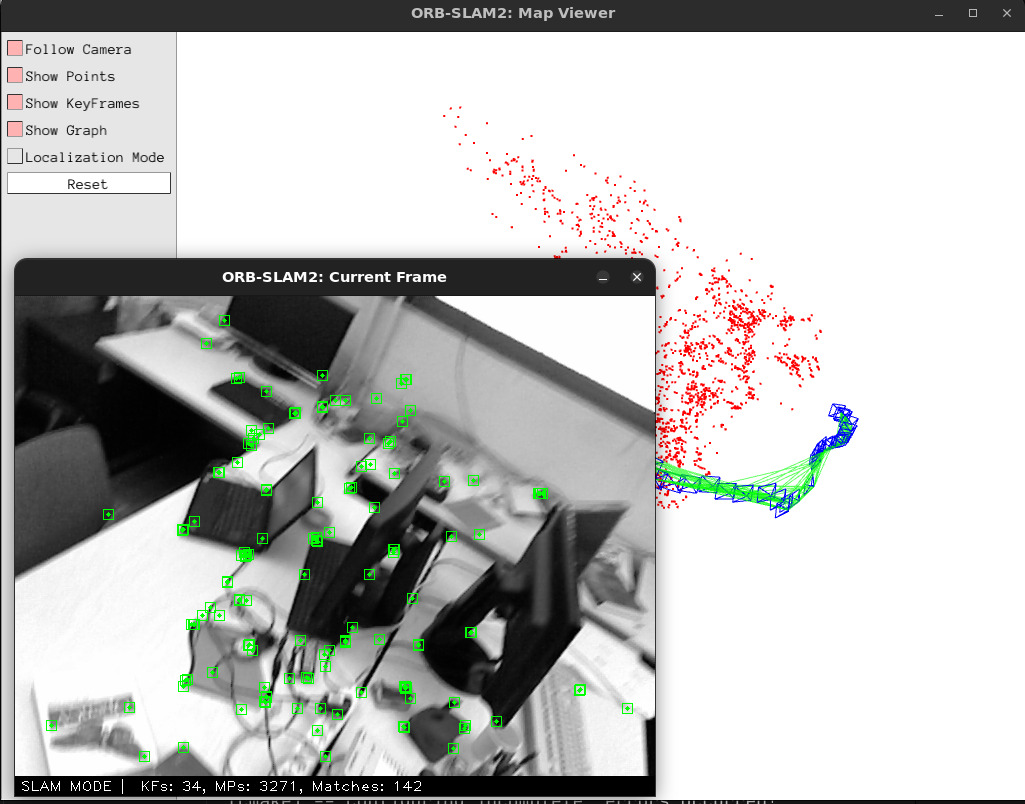 ORB-SLAM2: Map Viewer
Follow Camera
Show Points
Show KeyFrames
Show Graph
Localization Mode
Reset
ORB-SLAM2: Current Frame
SLAM MODE | KFs: 34, MPs: 3271, Matches: 142